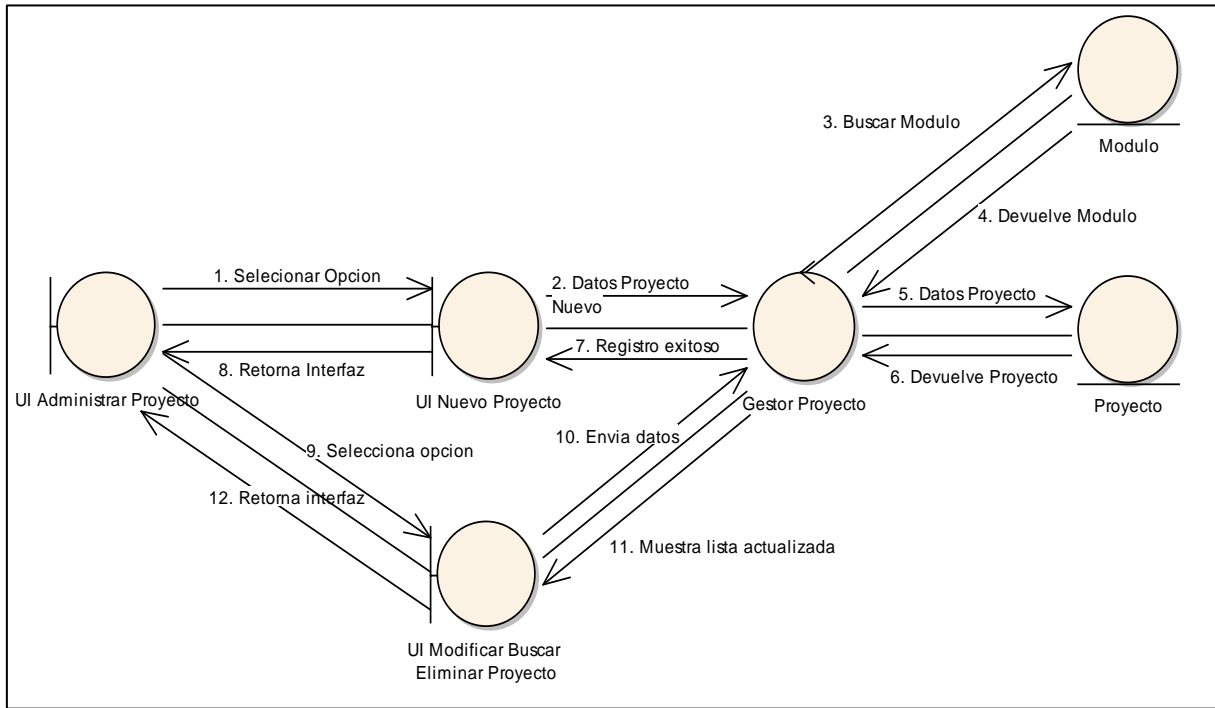 3. Buscar Modulo
Modulo
4. Devuelve Modulo
1. Selecionar Opcion
2. Datos Proyecto
Nuevo
5. Datos Proyecto
7. Registro exitoso
8. Retorna Interfaz
6. Devuelve Proyecto
UI Administrar Proyecto
UI Nuevo Proyecto
Gestor Proyecto
Proyecto
10. Envia datos
9. Selecciona opcion
12. Retorna interfaz
11. Muestra lista actualizada
UI Modificar Buscar
Eliminar Proyecto